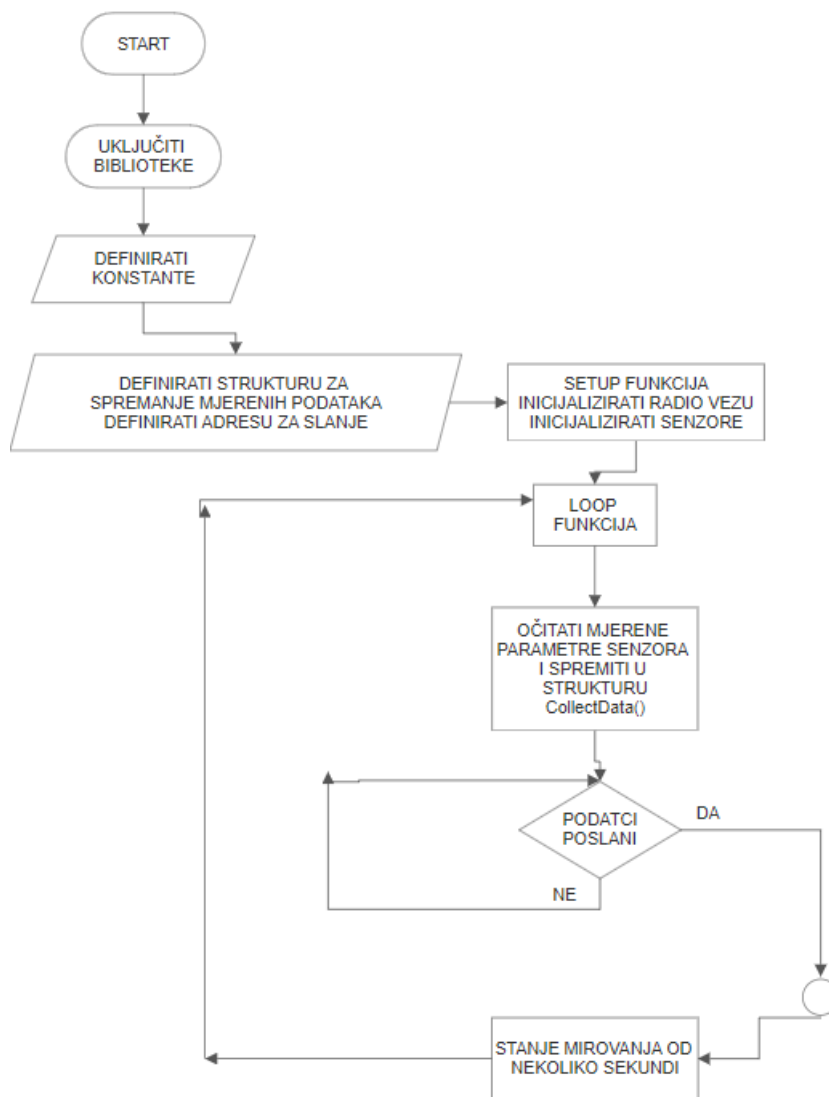 START
UKLJUČITI
BIBLIOTEKE
DEFINIRATI
KONSTANTE
DEFINIRATI STRUKTURU ZA
SPREMANJE MJERENIH PODATAKA
DEFINIRATI ADRESU ZA SLANJE
SETUP FUNKCIJA
INICIJALIZIRATI RADIO VEZU
INICIJALIZIRATI SENZORE
LOOP
FUNKCIJA
OČITATI MJERENE
PARAMETRE SENZORA
I SPREMITI U
STRUKTURU
CollectData()
PODATCI
POSLANI
DA
NE
STANJE MIROVANJA OD
NEKOLIKO SEKUNDI